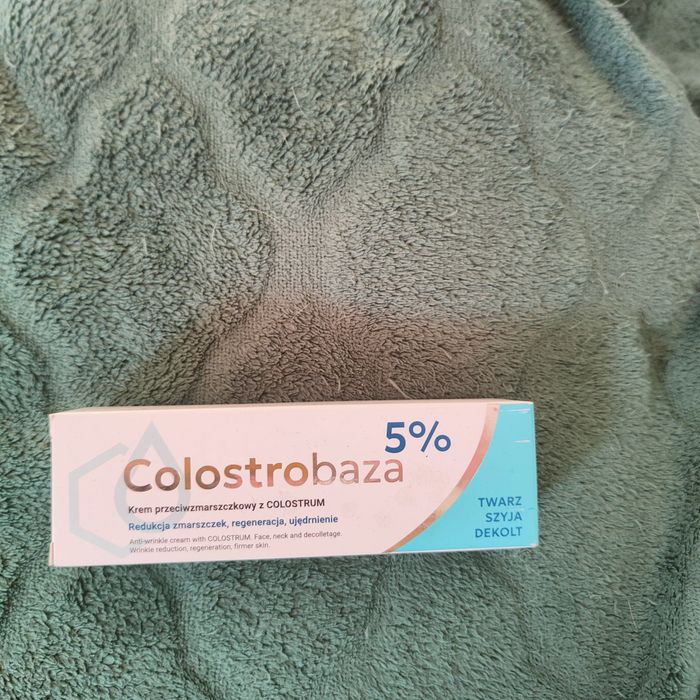 5%
Colostrobaza
Krem przeciwzmarszczkowy z COLOSTRUM
Redukcja zmarszczek, regeneracja, ujędrnienie
Anti-wrinkle cream with COLOSTRUM. Face, neck and decolletage.
Wrinkle reduction, regeneration, firmer skin.
TWARZ
SZYJA
DEKOLT